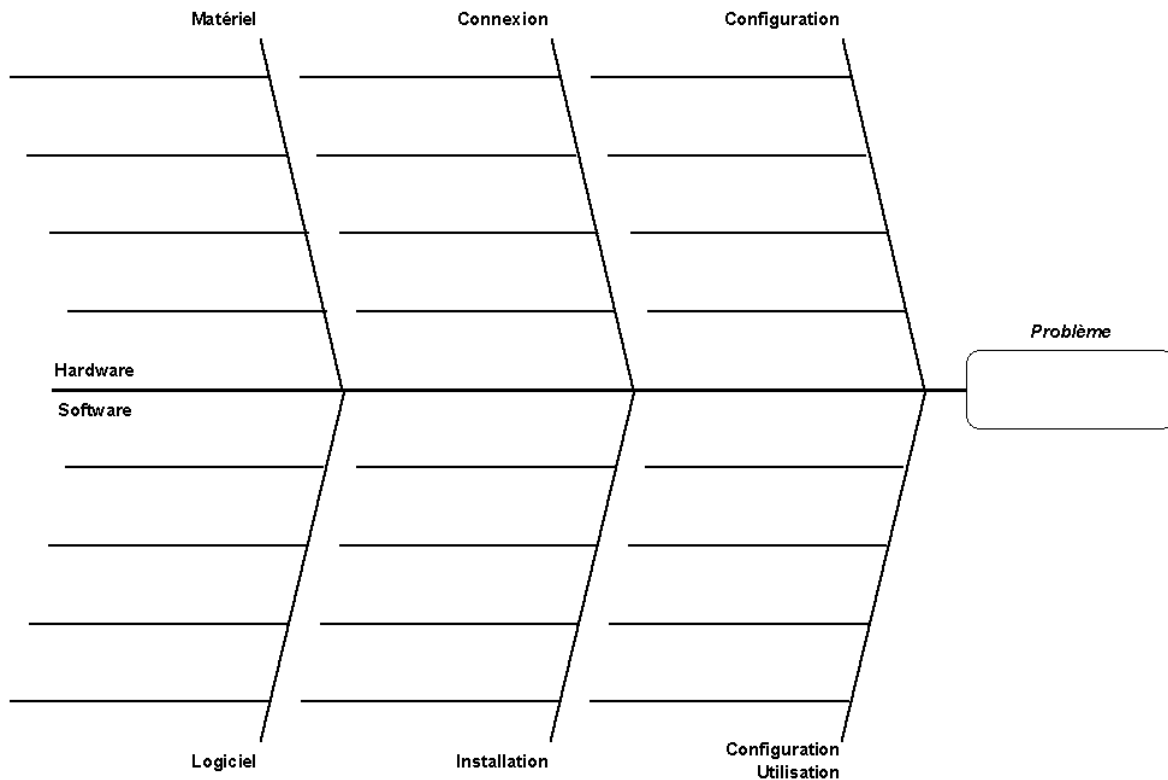 Matériel
Connexion
Configuration
Problème
Hardware
Software
Logiciel
Installation
Configuration
Utilisation